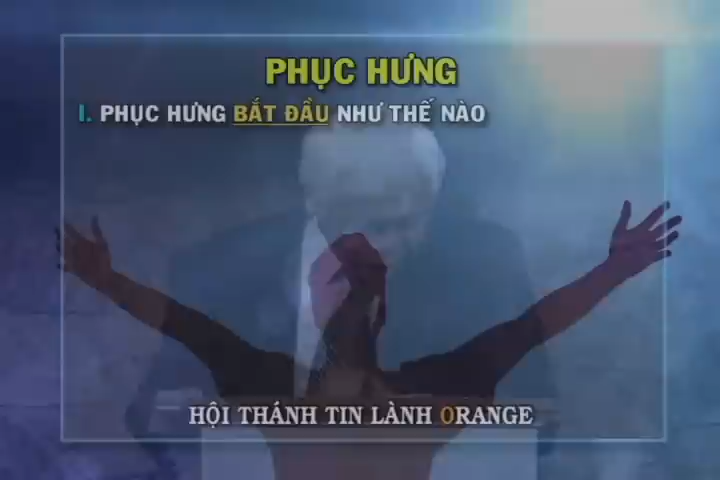 PHỤC HƯNG
I. PHỤC HƯNG BẮT ĐẦU NHƯ THẾ NÀO
HỘI THÁNH TIN LÀNH ORANGE